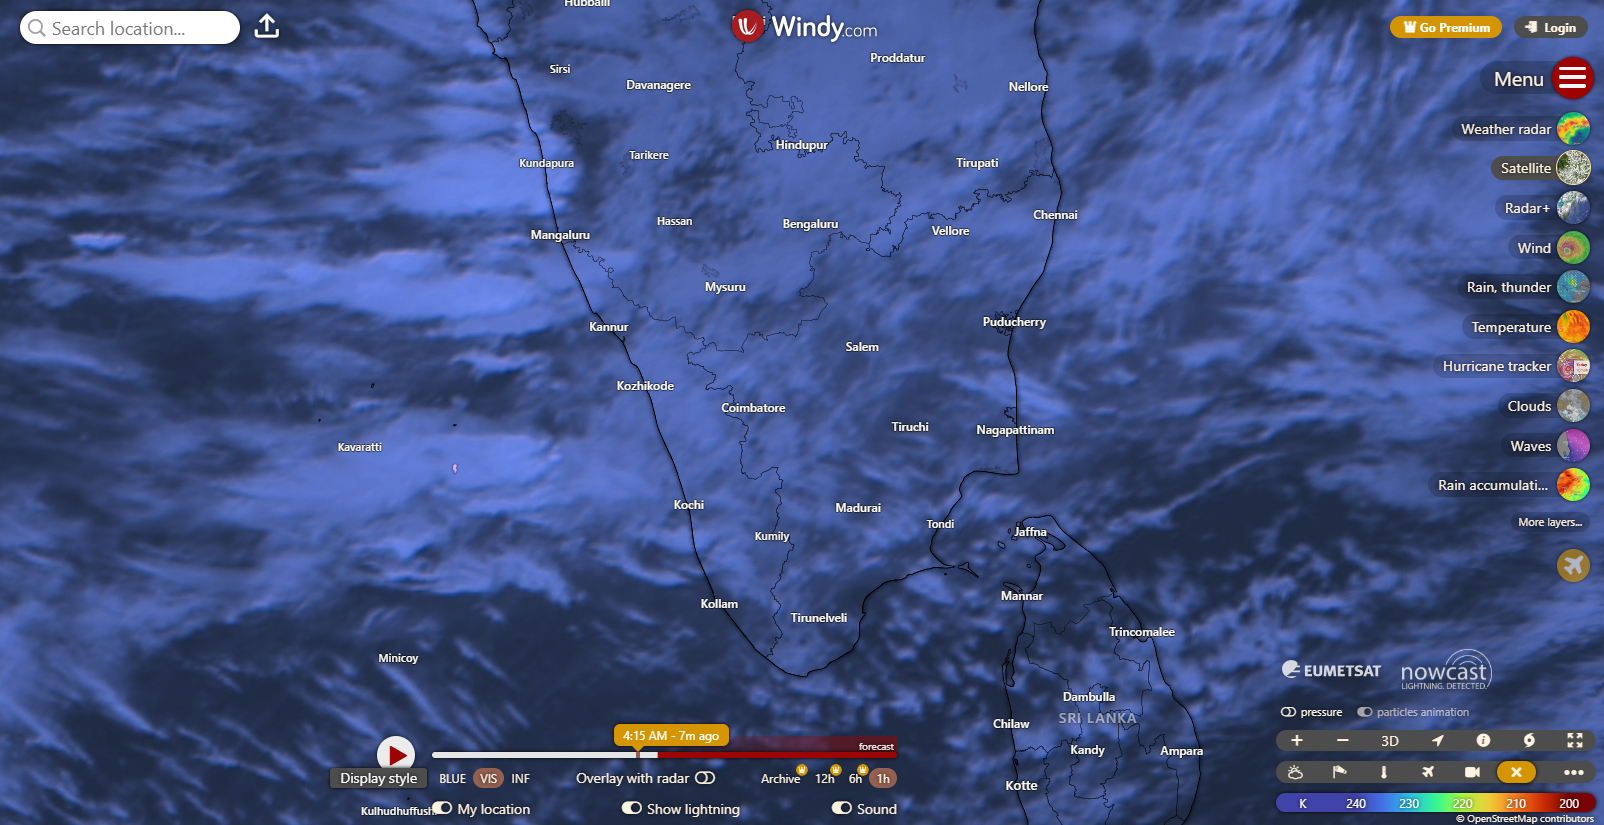 Hubballi
Search location...
Windy.com
Go Premium
Login
Proddatur
Sirsi
Davanagere
Nellore
Menu
Weather radar
Hindupur
Kundapura
Tarikere
Tirupati
Satellite
Radar+
Hassan
Bengaluru
Vellore
Chennai
Mangaluru
Wind
Mysuru
Rain, thunder
Kannur
Puducherry
Temperature
Salem
Hurricane tracker
Kozhikode
Coimbatore
Clouds
Tiruchi
Nagapattinam
Kavaratti
Waves
Rain accumulati...
Kochi
Madurai
Tondi
More layers...
Kumily
Jaffna
Mannar
Kollam
Tirunelveli
Trincomalee
Minicoy
EUMETSAT
nowcast
LIGHTNING. DETECTED.
Dambulla
SRI LANKA
pressure
particles animation
Chilaw
4:15 AM - 7m ago
forecast
Kandy
Ampara
3D
Display style
BLUE
VIS
INF
Overlay with radar
Archive
12h
6h
1h
Kotte
Kulhudhuffush
My location
Show lightning
Sound
K
240
230
220
210
200
© OpenStreetMap contributors